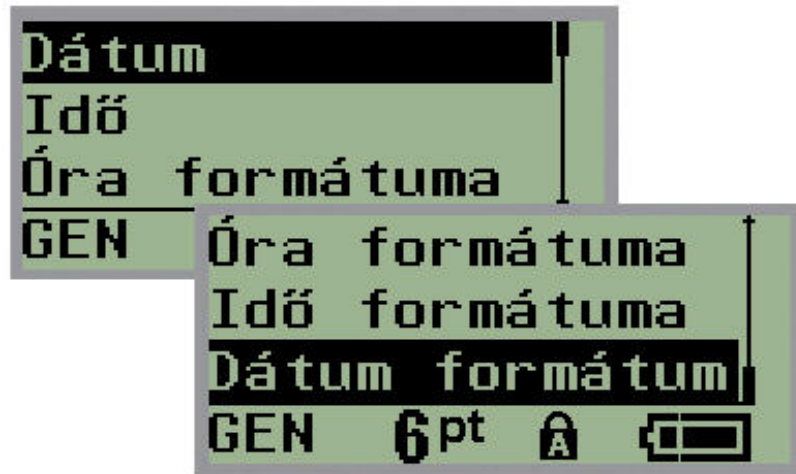 Dátum
Idő
Óra formátuma
GEN
Óra formátuma
Idő formátuma
Dátum formátum
GEN 6pt A